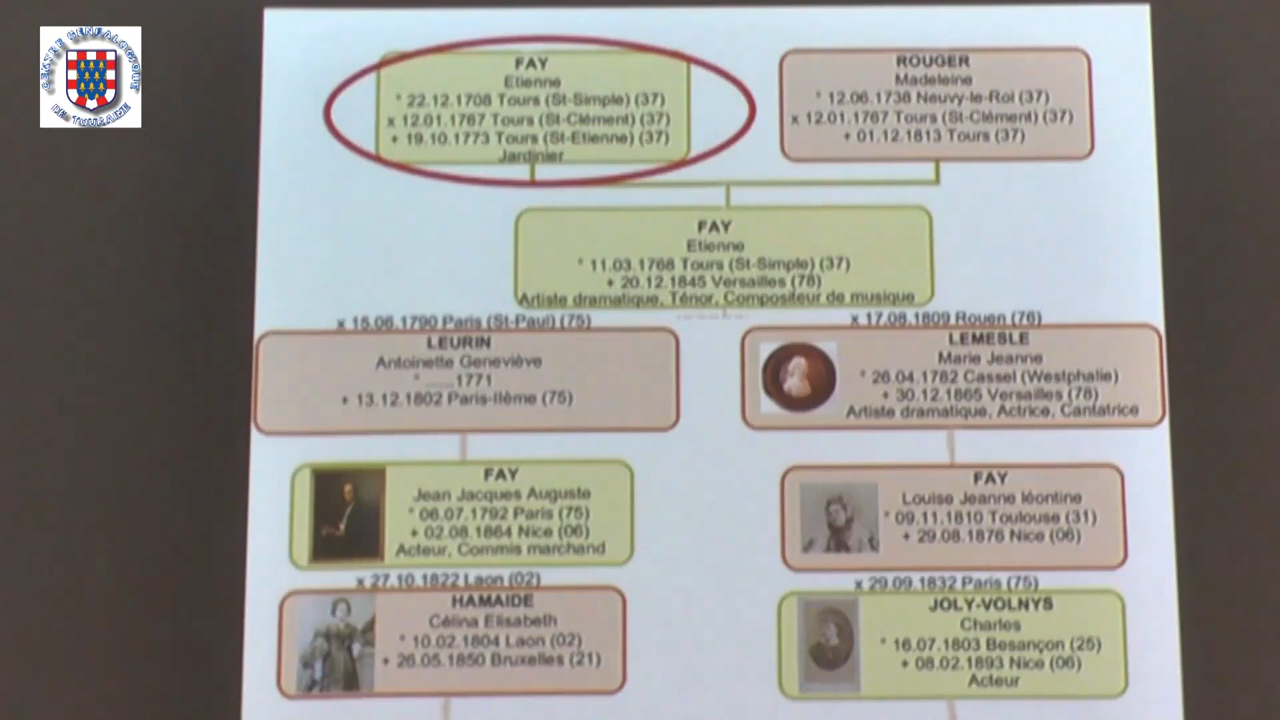 CENTRE GENEALOGIQUE
DE TOURAINE
FAY
Etienne
° 22.12.1708 Tours (St-Simple) (37)
x 12.01.1767 Tours (St-Clément) (37)
+ 19.10.1773 Tours (St-Etienne) (37)
Jardinier
ROUGER
Madeleine
° 12.06.1738 Neuvy-le-Roi (37)
x 12.01.1767 Tours (St-Clément) (37)
+ 01.12.1813 Tours (37)
FAY
Etienne
° 11.03.1768 Tours (St-Simple) (37)
+ 20.12.1845 Versailles (78)
Artiste dramatique, Ténor, Compositeur de musique
x 15.06.1790 Paris (St-Paul) (75)
LEURIN
Antoinette Geneviève
° ......1771
+ 13.12.1802 Paris-IIème (75)
x 17.08.1809 Rouen (76)
LEMESLE
Marie Jeanne
° 26.04.1782 Cassel (Westphalie)
+ 30.12.1865 Versailles (78)
Artiste dramatique, Actrice, Cantatrice
FAY
Jean Jacques Auguste
° 06.07.1792 Paris (75)
+ 02.08.1864 Nice (06)
Acteur, Commis marchand
x 27.10.1822 Laon (02)
HAMAIDE
Célina Elisabeth
° 10.02.1804 Laon (02)
+ 26.05.1850 Bruxelles (21)
FAY
Louise Jeanne léontine
° 09.11.1810 Toulouse (31)
+ 29.08.1876 Nice (06)
x 29.09.1832 Paris (75)
JOLY-VOLNYS
Charles
° 16.07.1803 Besançon (25)
+ 08.02.1893 Nice (06)
Acteur